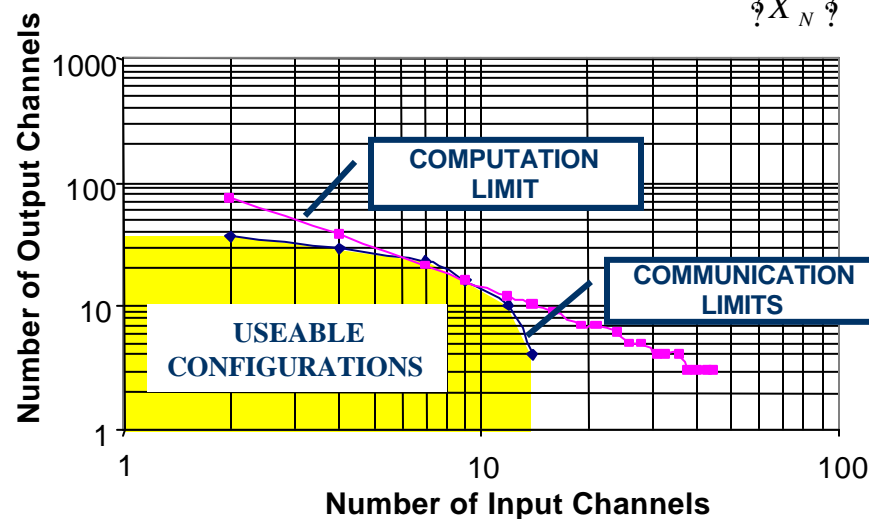 X N
Number of Output Channels
1000
100
10
1
COMPUTATION
LIMIT
COMMUNICATION
LIMITS
USEABLE
CONFIGURATIONS
1
10
100
Number of Input Channels